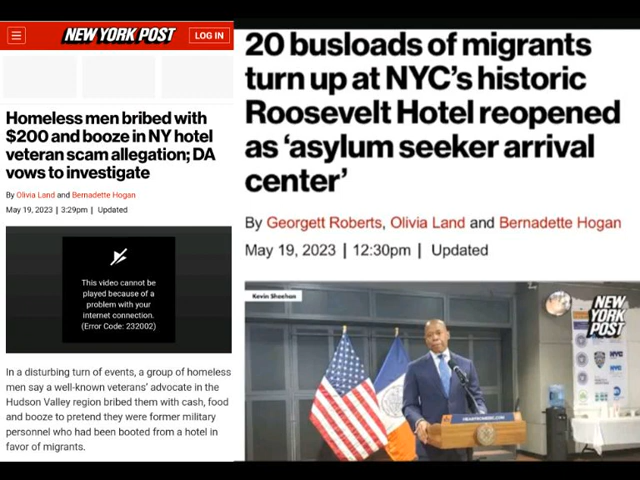 NEW YORK POST
LOG IN
Homeless men bribed with
$200 and booze in NY hotel
veteran scam allegation; DA
vows to investigate
By Olivia Land and Bernadette Hogan
May 19, 2023 | 3:29pm | Updated
This video cannot be
played because of a
problem with your
internet connection.
(Error Code: 232002)
In a disturbing turn of events, a group of homeless
men say a well-known veterans' advocate in the
Hudson Valley region bribed them with cash, food
and booze to pretend they were former military
personnel who had been booted from a hotel in
favor of migrants.
20 busloads of migrants
turn up at NYC's historic
Roosevelt Hotel reopened
as 'asylum seeker arrival
center'
By Georgett Roberts, Olivia Land and Bernadette Hogan
May 19, 2023 | 12:30pm | Updated
Kevin Sheehan
NEW
YORK
POST